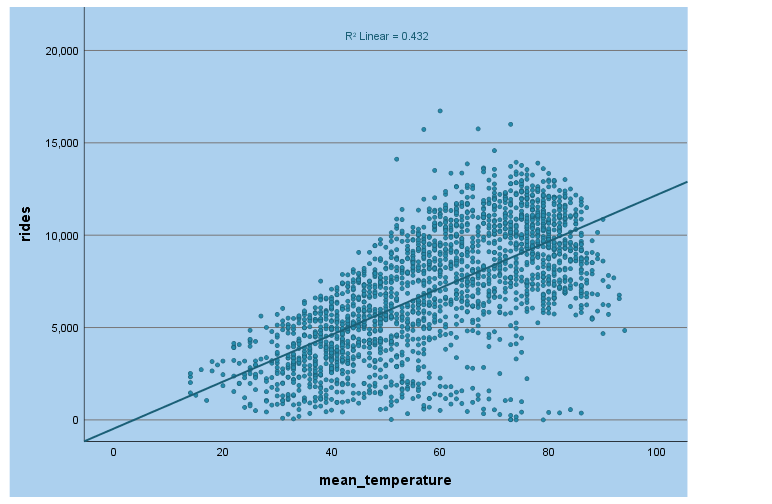 R² Linear = 0.432
20,000
15,000
10,000
5,000
0
rides
0 20 40 60 80 100
mean_temperature